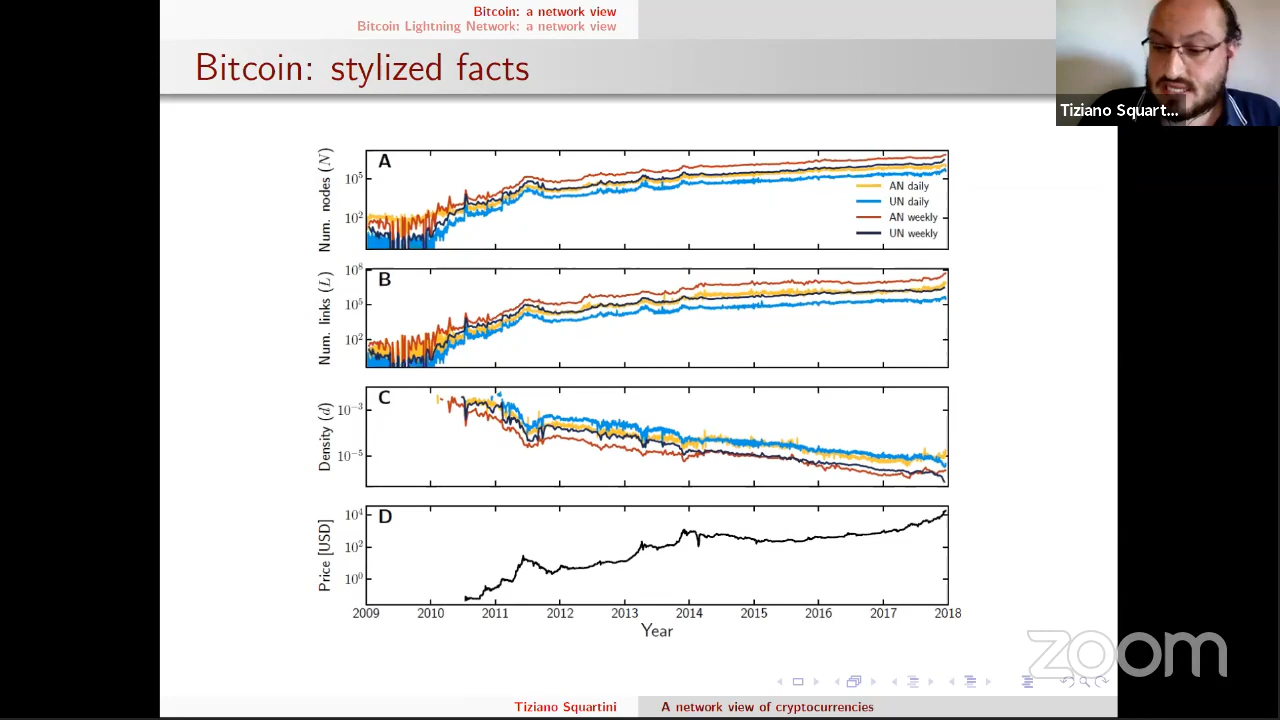 Bitcoin: a network view
Bitcoin Lightning Network: a network view
Bitcoin: stylized facts
Tiziano Squart...
A
Num. nodes (N)
10^5
10^2
AN daily
UN daily
AN weekly
UN weekly
B
Num. links (L)
10^8
10^5
10^2
C
Density (d)
10^-3
10^-5
D
Price [USD]
10^4
10^2
10^0
2009 2010 2011 2012 2013 2014 2015 2016 2017 2018
Year
zoom
Tiziano Squartini
A network view of cryptocurrencies